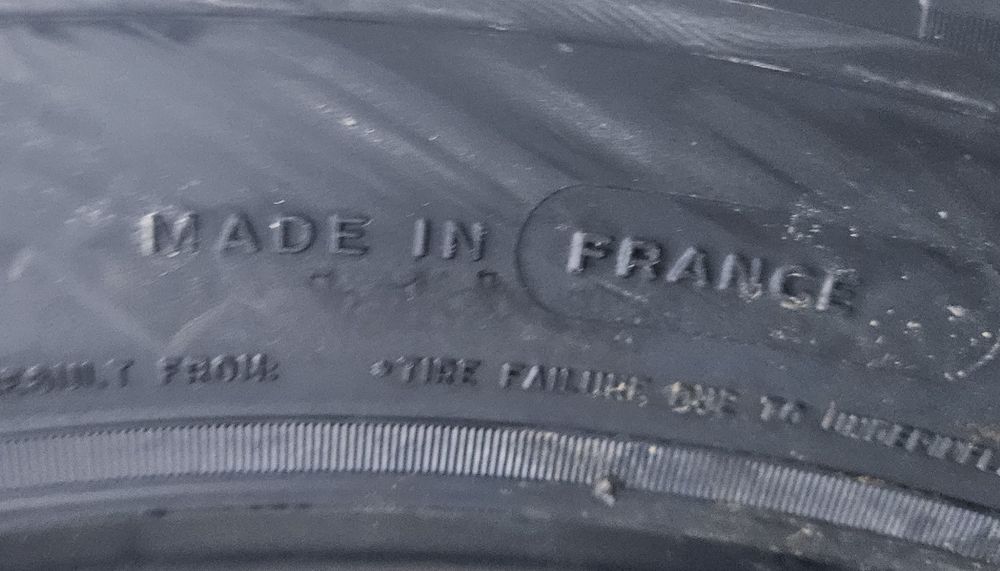 MADE IN FRANCE
RESULT FROM: •TIRE FAILURE DUE TO